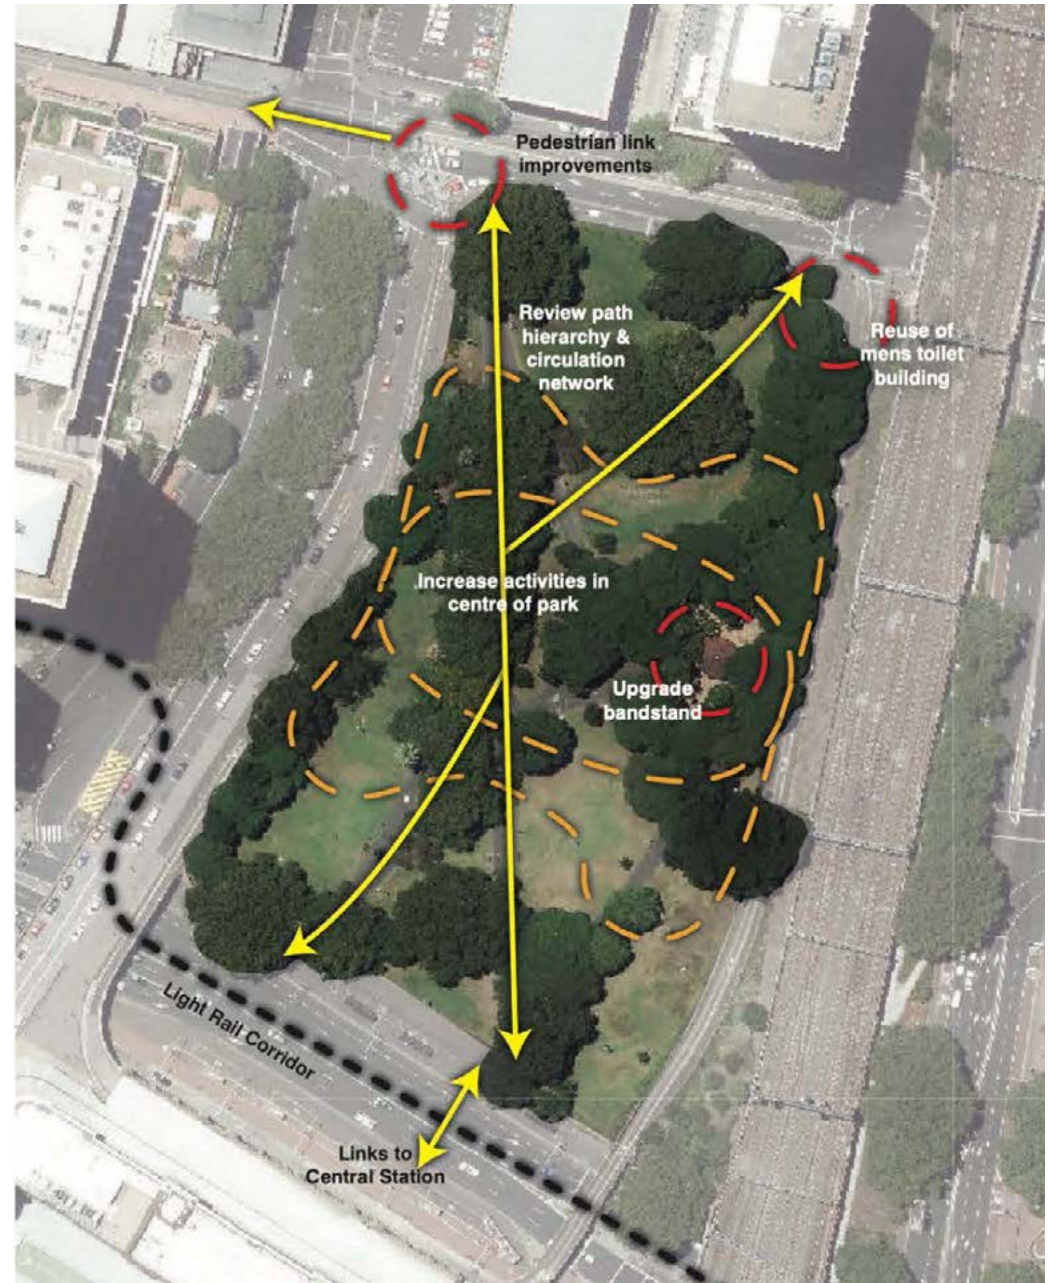 Pedestrian link
improvements
Review path
hierarchy &
circulation
network
Reuse of
mens toilet
building
Increase activities in
centre of park
Upgrade
bandstand
Light Rail Corridor
Links to
Central Station